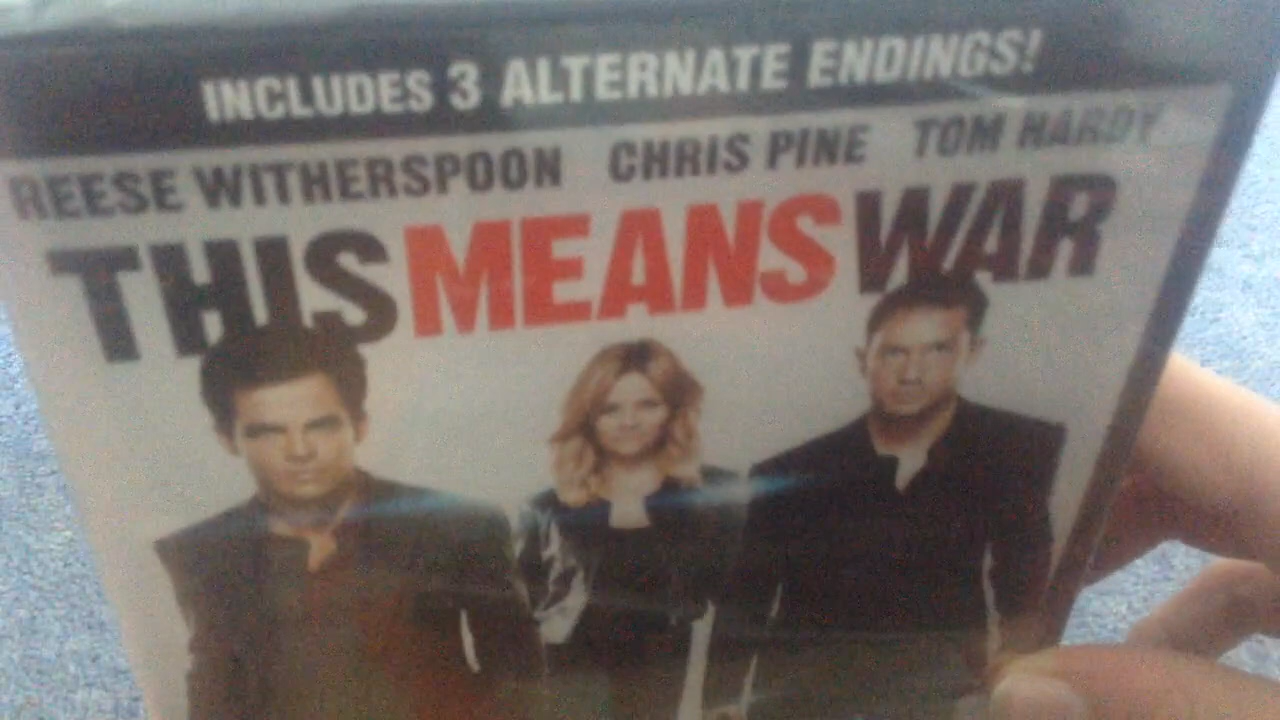 INCLUDES 3 ALTERNATE ENDINGS!
REESE WITHERSPOON CHRIS PINE TOM HARDY
THIS MEANS WAR